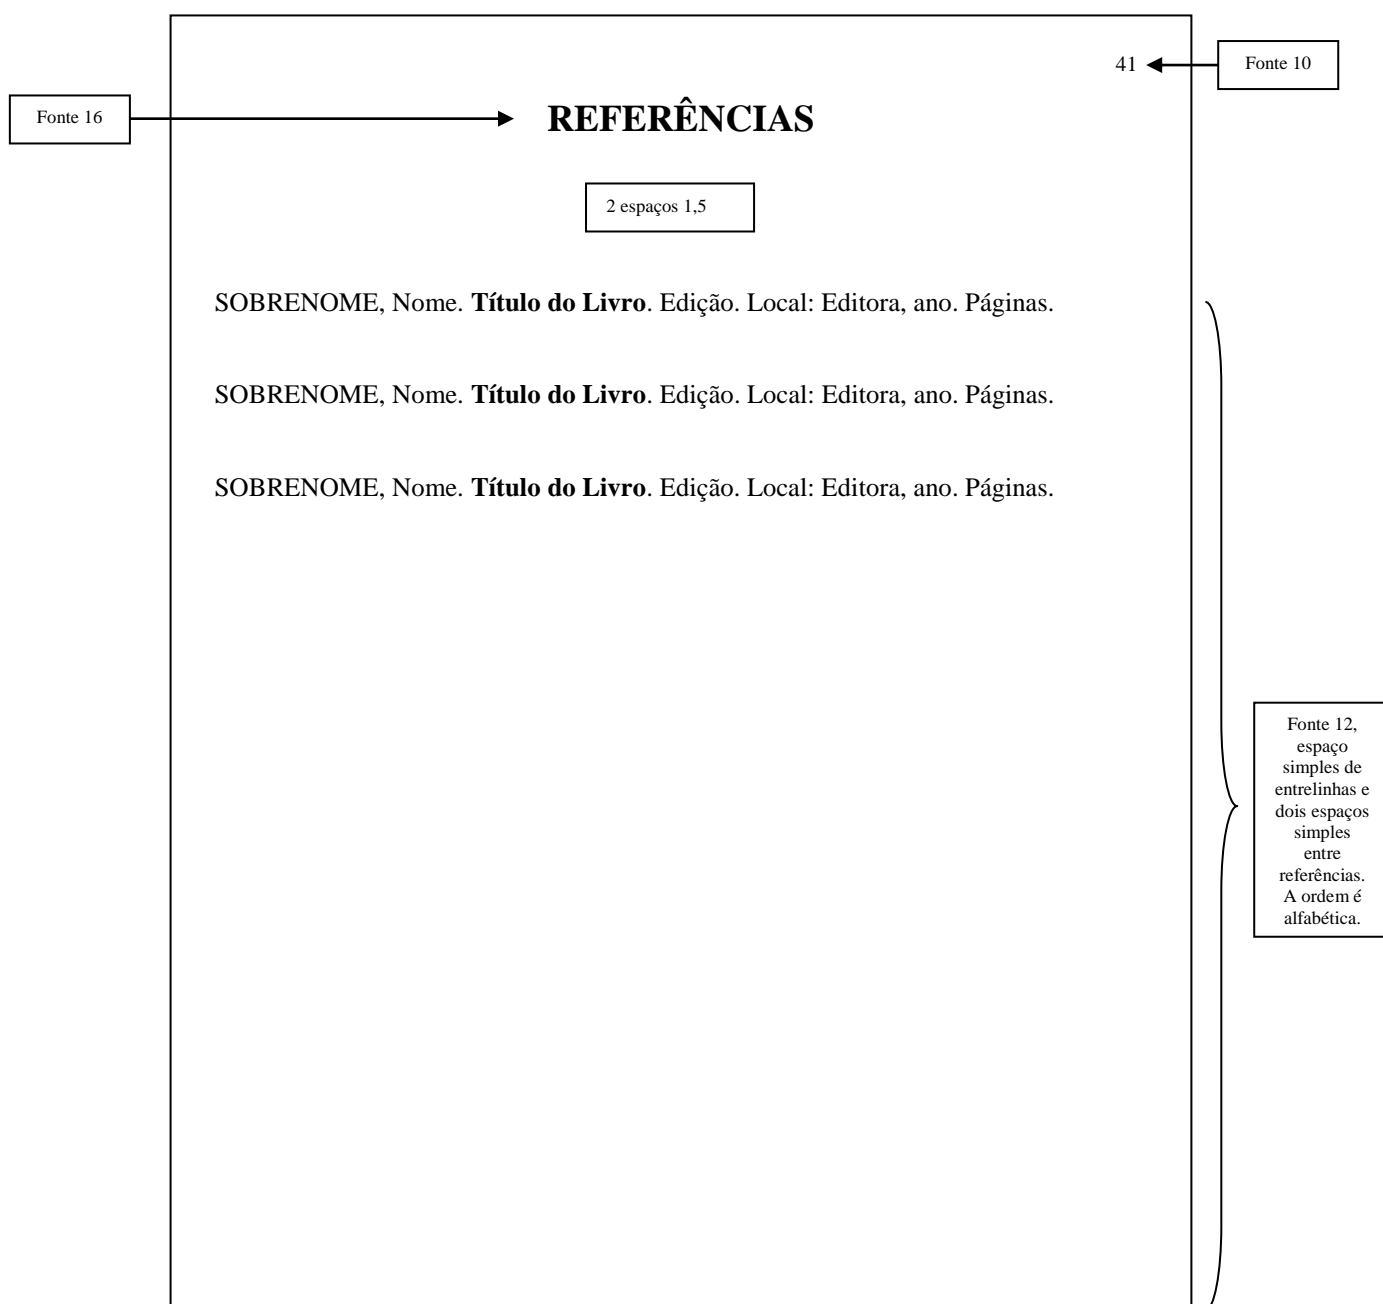 41
Fonte 10
Fonte 16
REFERÊNCIAS
2 espaços 1,5
SOBRENOME, Nome. Título do Livro. Edição. Local: Editora, ano. Páginas.
SOBRENOME, Nome. Título do Livro. Edição. Local: Editora, ano. Páginas.
SOBRENOME, Nome. Título do Livro. Edição. Local: Editora, ano. Páginas.
Fonte 12,
espaço
simples de
entrelinhas e
dois espaços
simples
entre
referências.
A ordem é
alfabética.